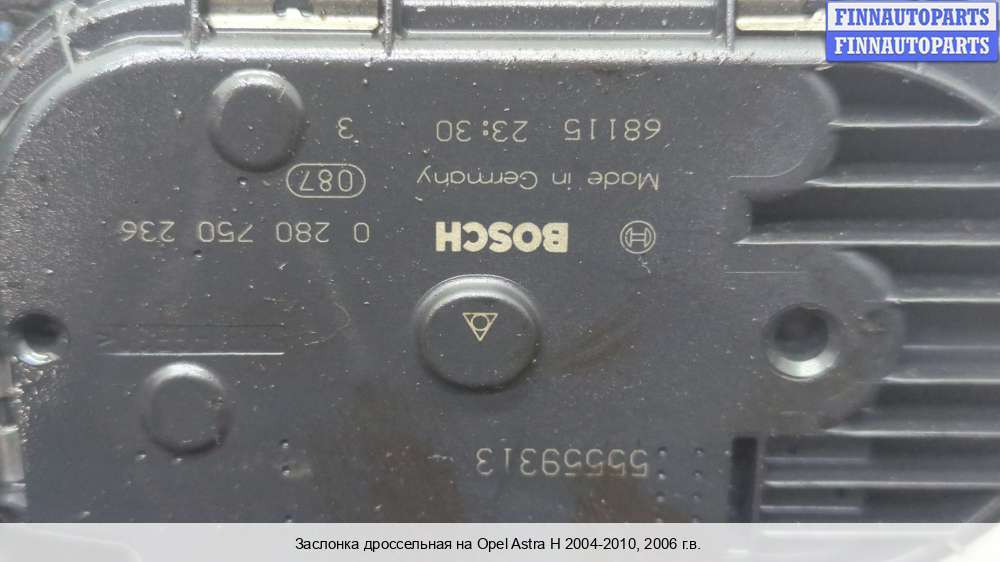 FINNAUTOPARTS
FINNAUTOPARTS
55559313
BOSCH
0 280 750 236
Made in Germany
087
68115 23:30 3
Заслонка дроссельная на Opel Astra H 2004-2010, 2006 г.в.